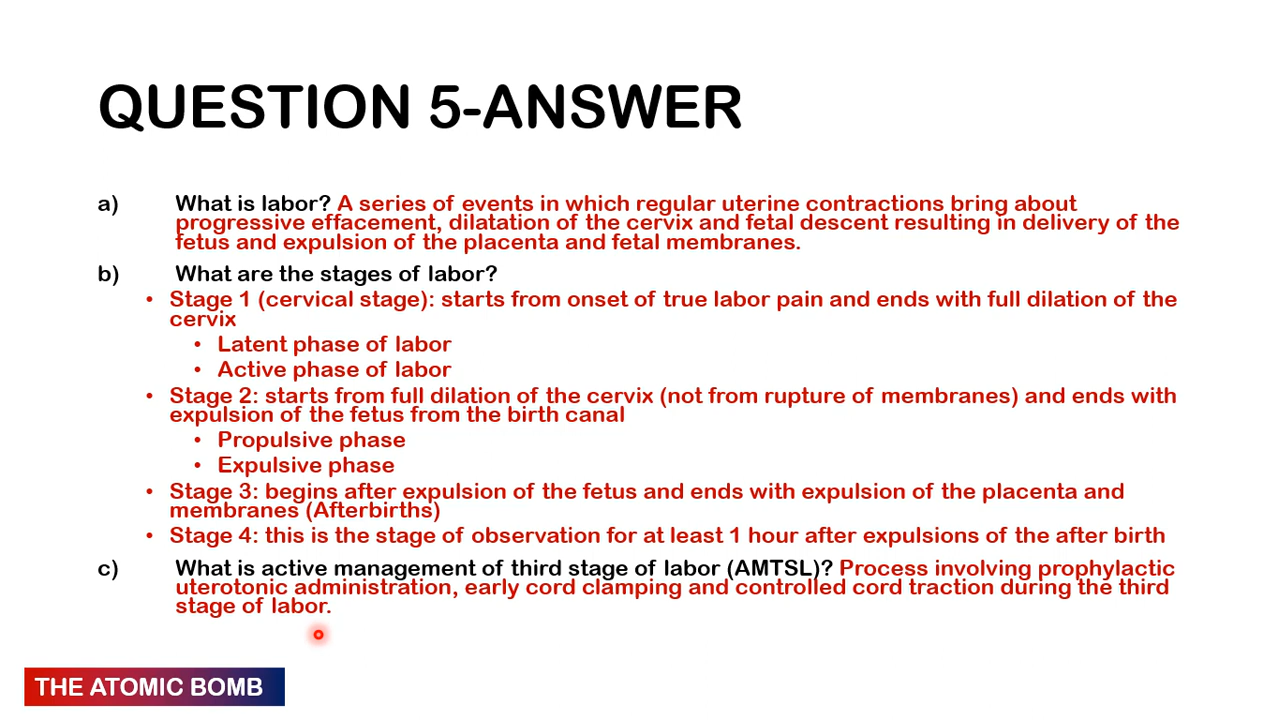 QUESTION 5-ANSWER
a) What is labor? A series of events in which regular uterine contractions bring about
progressive effacement, dilatation of the cervix and fetal descent resulting in delivery of the
fetus and expulsion of the placenta and fetal membranes.
b) What are the stages of labor?
• Stage 1 (cervical stage): starts from onset of true labor pain and ends with full dilation of the
cervix
• Latent phase of labor
• Active phase of labor
• Stage 2: starts from full dilation of the cervix (not from rupture of membranes) and ends with
expulsion of the fetus from the birth canal
• Propulsive phase
• Expulsive phase
• Stage 3: begins after expulsion of the fetus and ends with expulsion of the placenta and
membranes (Afterbirths)
• Stage 4: this is the stage of observation for at least 1 hour after expulsions of the after birth
c) What is active management of third stage of labor (AMTSL)? Process involving prophylactic
uterotonic administration, early cord clamping and controlled cord traction during the third
stage of labor.
THE ATOMIC BOMB